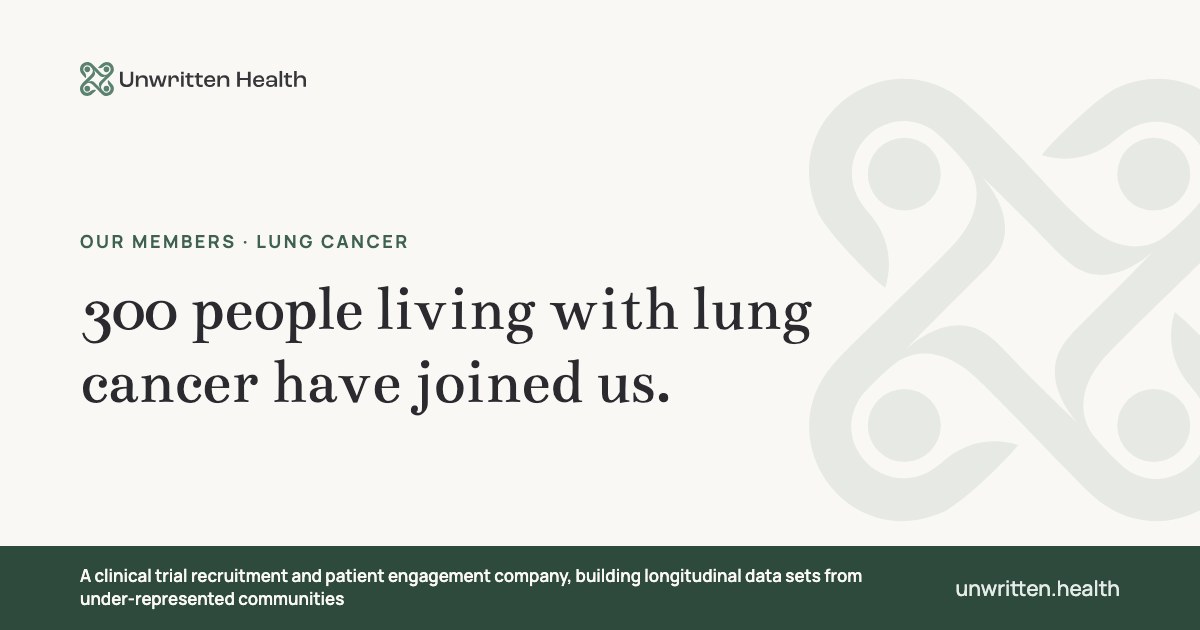 Unwritten Health
OUR MEMBERS · LUNG CANCER
300 people living with lung
cancer have joined us.
A clinical trial recruitment and patient engagement company, building longitudinal data sets from
under-represented communities
unwritten.health